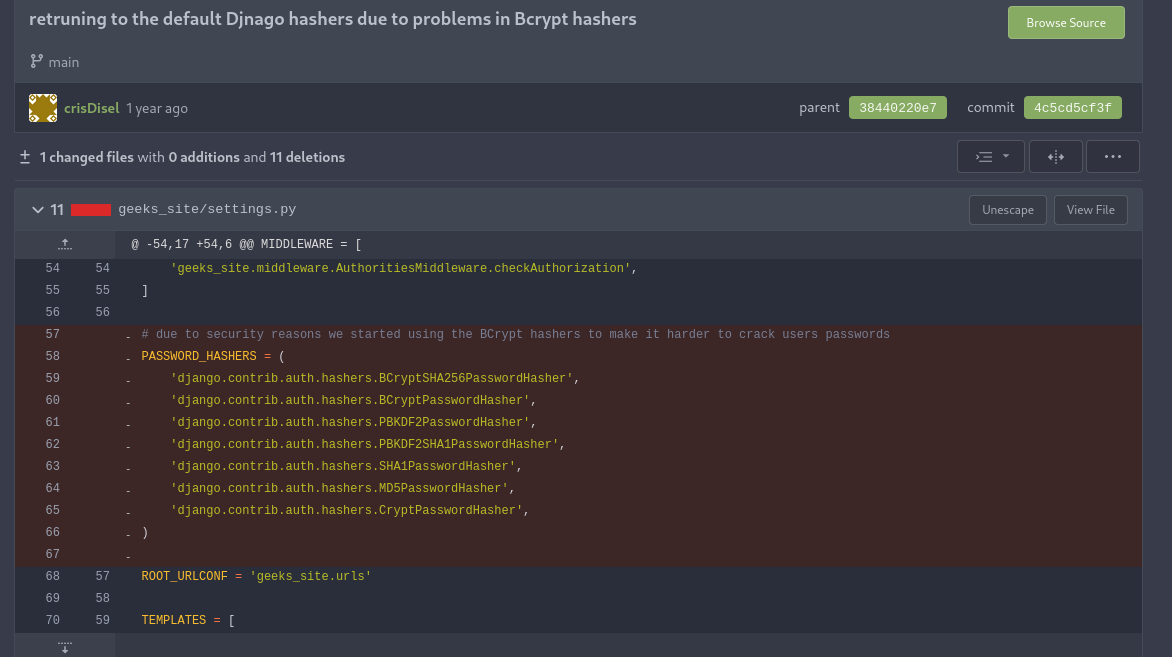 retruning to the default Djnago hashers due to problems in Bcrypt hashers
Browse Source
main
crisDisel 1 year ago parent 38440220e7 commit 4c5cd5cf3f
1 changed files with 0 additions and 11 deletions
11 geeks_site/settings.py Unescape View File
@ -54,17 +54,6 @@ MIDDLEWARE = [
54 54 'geeks_site.middleware.AuthoritiesMiddleware.checkAuthorization',
55 55 ]
56 56
57 - # due to security reasons we started using the BCrypt hashers to make it harder to crack users passwords
58 - PASSWORD_HASHERS = (
59 - 'django.contrib.auth.hashers.BCryptSHA256PasswordHasher',
60 - 'django.contrib.auth.hashers.BCryptPasswordHasher',
61 - 'django.contrib.auth.hashers.PBKDF2PasswordHasher',
62 - 'django.contrib.auth.hashers.PBKDF2SHA1PasswordHasher',
63 - 'django.contrib.auth.hashers.SHA1PasswordHasher',
64 - 'django.contrib.auth.hashers.MD5PasswordHasher',
65 - 'django.contrib.auth.hashers.CryptPasswordHasher',
66 - )
67 -
68 57 ROOT_URLCONF = 'geeks_site.urls'
69 58
70 59 TEMPLATES = [